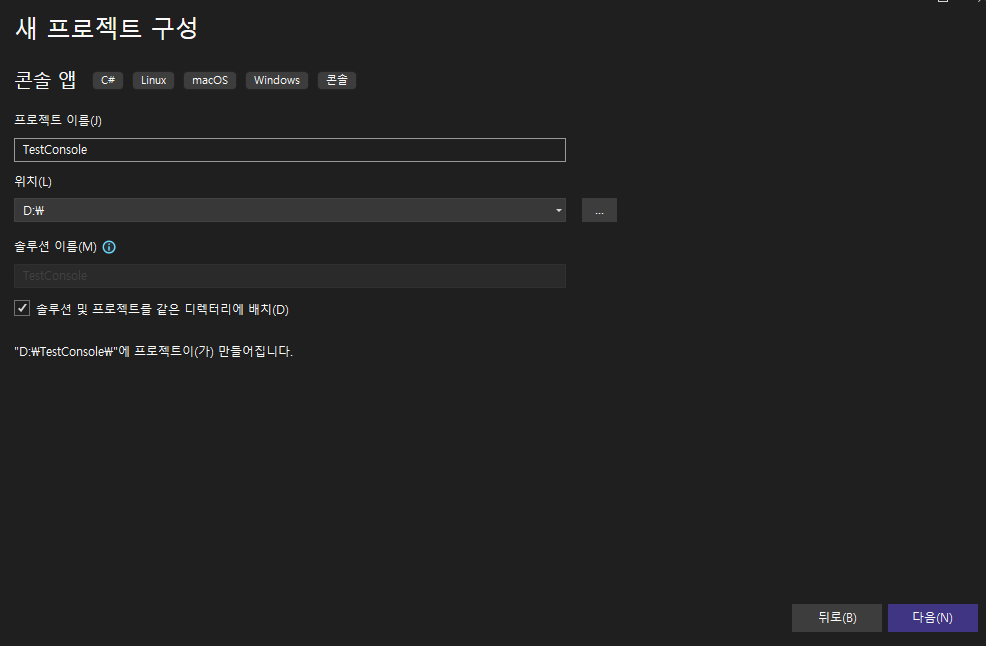 새 프로젝트 구성
콘솔 앱 C# Linux macOS Windows 콘솔
프로젝트 이름(J)
TestConsole
위치(L)
D:₩
...
솔루션 이름(M)
TestConsole
솔루션 및 프로젝트를 같은 디렉터리에 배치(D)
"D:₩TestConsole₩"에 프로젝트이(가) 만들어집니다.
뒤로(B) 다음(N)